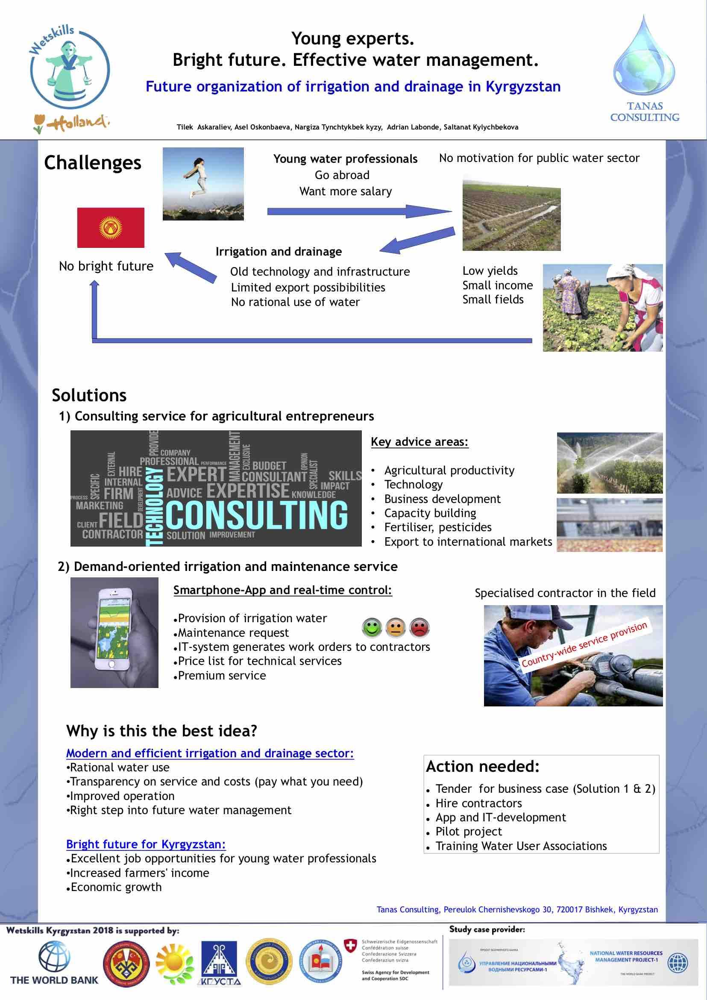 Wetskills
Holland.
Young experts.
Bright future. Effective water management.
Future organization of irrigation and drainage in Kyrgyzstan
Tilek Askaraliev, Asel Oskonbaeva, Nargiza Tynchtykbek kyzy, Adrian Labonde, Saltanat Kylychbekova
TANAS
CONSULTING
Challenges
Young water professionals
Go abroad
Want more salary
No motivation for public water sector
No bright future
Irrigation and drainage
Old technology and infrastructure
Limited export possibibilities
No rational use of water
Low yields
Small income
Small fields
Solutions
1) Consulting service for agricultural entrepreneurs
PROVIDE
COMPANY
MANAGEMENT
EXTERNAL
PROFESSIONAL
PERFORMANCE
EXCLUSIVE
BUDGET
OPINION
SPECIALIST
HIRE
EXPERT
CONSULTANT
SKILLS
SPECIFIC
INTERNAL
IMPACT
PROCESS
FIRM
DEVELOPMENT
TECHNOLOGY
ADVICE
EXPERTISE
KNOWLEDGE
MARKETING
CONSULTING
CLIENT
FIELD
CONTRACTOR
SOLUTION
IMPROVEMENT
Key advice areas:
• Agricultural productivity
• Technology
• Business development
• Capacity building
• Fertiliser, pesticides
• Export to international markets
2) Demand-oriented irrigation and maintenance service
Smartphone-App and real-time control:
•Provision of irrigation water
•Maintenance request
•IT-system generates work orders to contractors
•Price list for technical services
•Premium service
Specialised contractor in the field
Country-wide service provision
Why is this the best idea?
Modern and efficient irrigation and drainage sector:
•Rational water use
•Transparency on service and costs (pay what you need)
•Improved operation
•Right step into future water management
Bright future for Kyrgyzstan:
•Excellent job opportunities for young water professionals
•Increased farmers' income
•Economic growth
Action needed:
• Tender for business case (Solution 1 & 2)
• Hire contractors
• App and IT-development
• Pilot project
• Training Water User Associations
Tanas Consulting, Pereulok Chernishevskogo 30, 720017 Bishkek, Kyrgyzstan
Wetskills Kyrgyzstan 2018 is supported by:
THE WORLD BANK
КГУСТА
Schweizerische Eidgenossenschaft
Confédération suisse
Confederazione Svizzera
Confederaziun svizra
Swiss Agency for Development
and Cooperation SDC
Study case provider:
ПРОЕКТ ВСЕМИРНОГО БАНКА
УПРАВЛЕНИЕ НАЦИОНАЛЬНЫМИ
ВОДНЫМИ РЕСУРСАМИ-1
NATIONAL WATER RESOURCES
MANAGEMENT PROJECT-1
THE WORLD BANK PROJECT